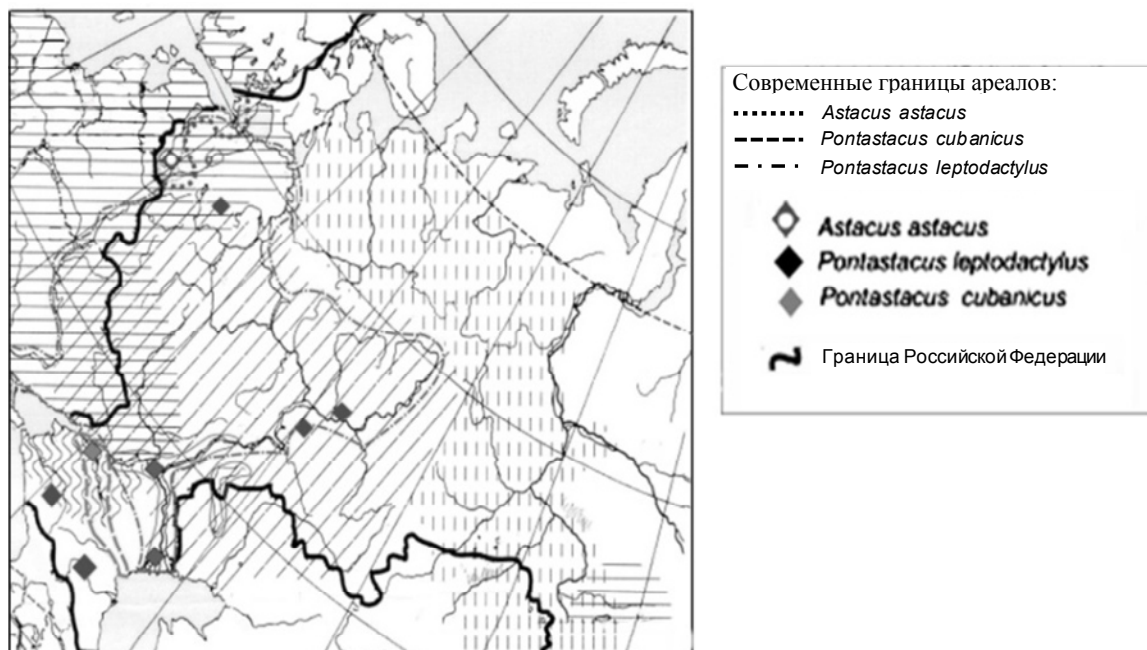 Современные границы ареалов:
Astacus astacus
Pontastacus cubanicus
Pontastacus leptodactylus
Astacus astacus
Pontastacus leptodactylus
Pontastacus cubanicus
Граница Российской Федерации